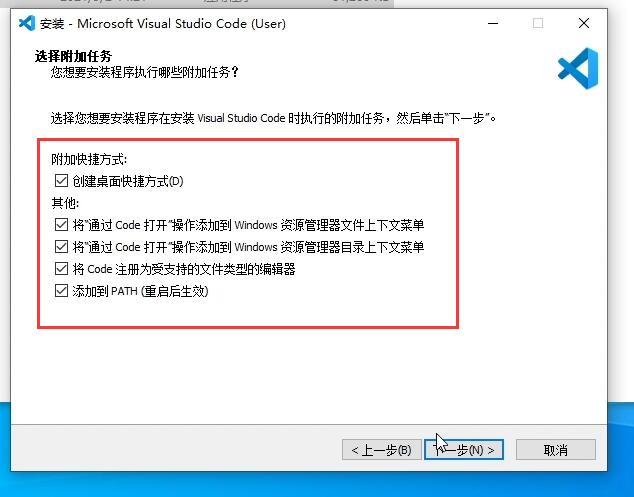 安装 - Microsoft Visual Studio Code (User)
选择附加任务
您想要安装程序执行哪些附加任务？
选择您想要安装程序在安装 Visual Studio Code 时执行的附加任务，然后单击“下一步”。
附加快捷方式:
创建桌面快捷方式(D)
其他:
将“通过 Code 打开”操作添加到 Windows 资源管理器文件上下文菜单
将“通过 Code 打开”操作添加到 Windows 资源管理器目录上下文菜单
将 Code 注册为受支持的文件类型的编辑器
添加到 PATH (重启后生效)
< 上一步(B)
下一步(N) >
取消